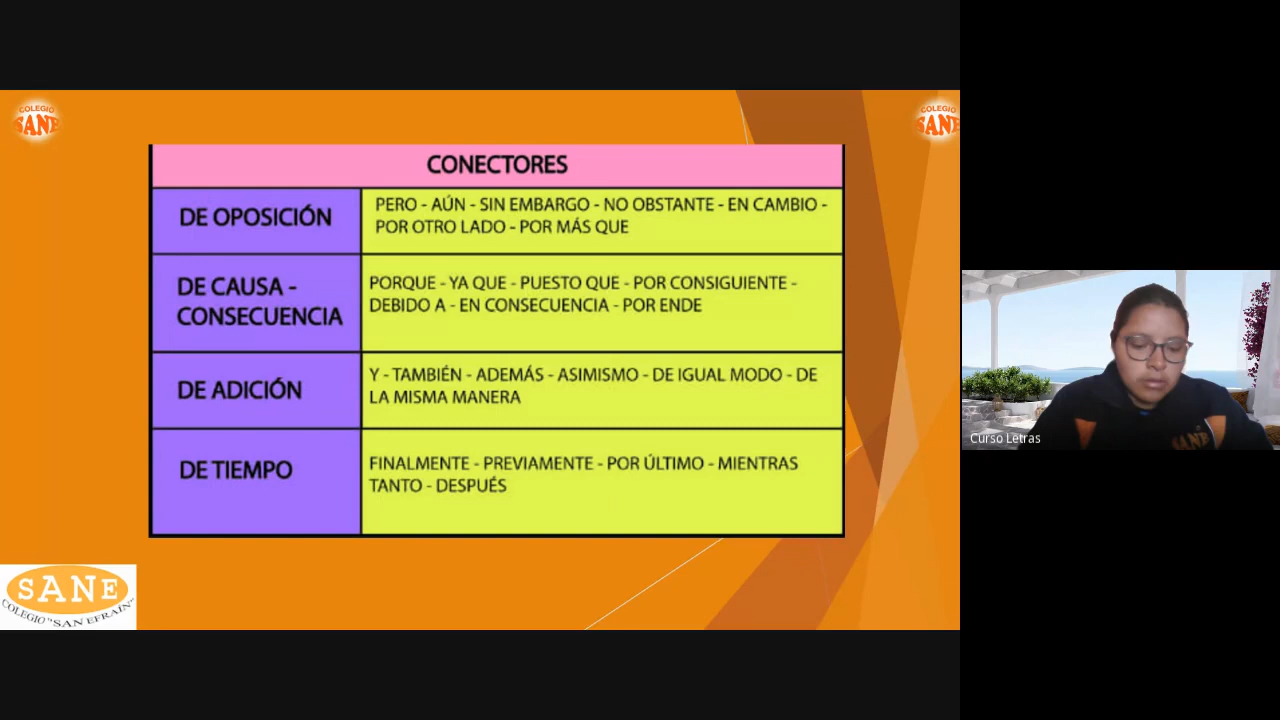 COLEGIO
SANE
COLEGIO
SANE
CONECTORES
DE OPOSICIÓN
PERO - AÚN - SIN EMBARGO - NO OBSTANTE - EN CAMBIO -
POR OTRO LADO - POR MÁS QUE
DE CAUSA -
CONSECUENCIA
PORQUE - YA QUE - PUESTO QUE - POR CONSIGUIENTE -
DEBIDO A - EN CONSECUENCIA - POR ENDE
DE ADICIÓN
Y - TAMBIÉN - ADEMÁS - ASIMISMO - DE IGUAL MODO - DE
LA MISMA MANERA
DE TIEMPO
FINALMENTE - PREVIAMENTE - POR ÚLTIMO - MIENTRAS
TANTO - DESPUÉS
SANE
COLEGIO "SAN EFRAIN"
SANE
Curso Letras